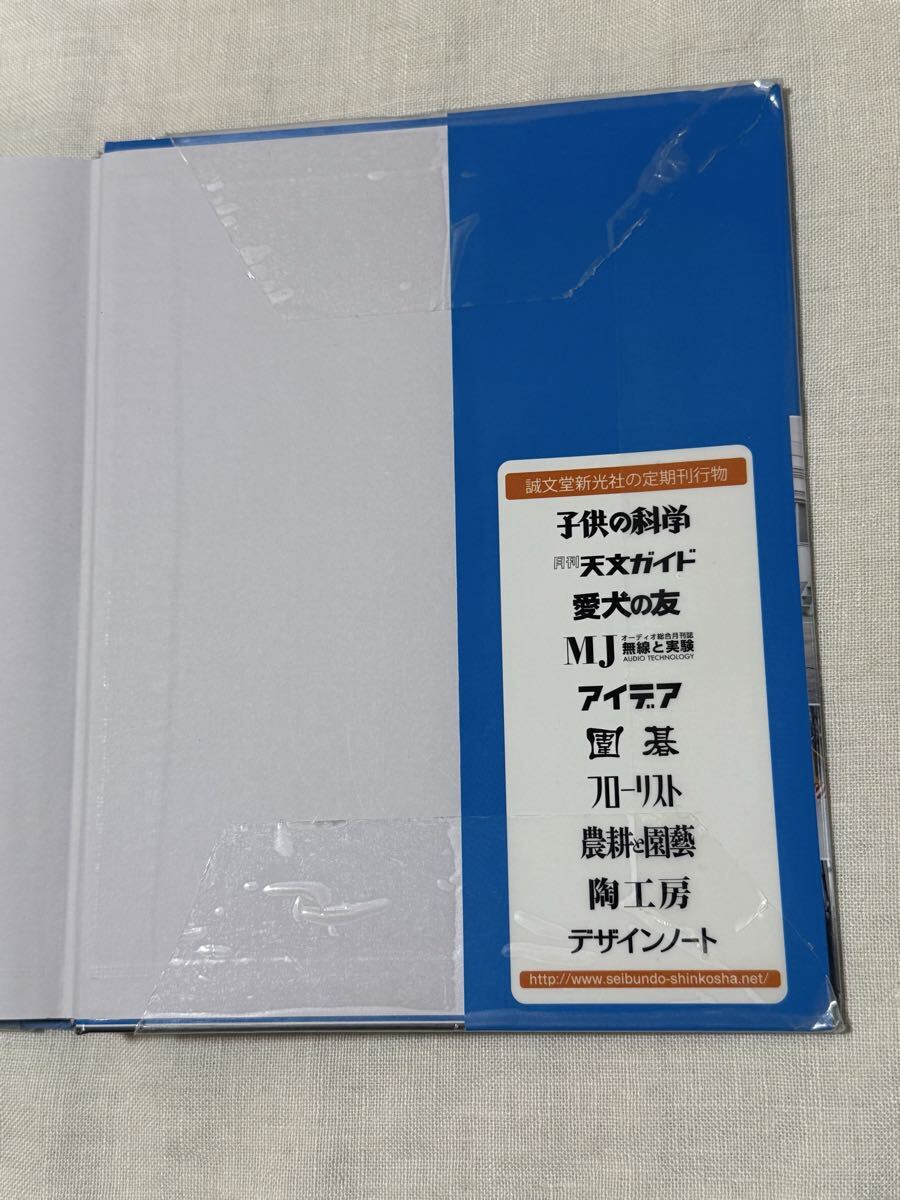 誠文堂新光社の定期刊行物
子供の科学
月刊 天文ガイド
愛犬の友
MJ オーディオ総合月刊誌 無線と実験 AUDIO TECHNOLOGY
アイデア
囲碁
フローリスト
農耕と園藝
陶工房
デザインノート
http://www.seibundo-shinkosha.net/